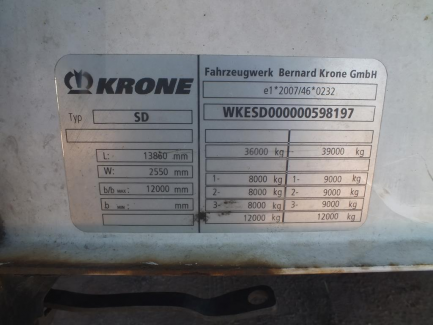 KRONE
Fahrzeugwerk Bernard Krone GmbH
e1*2007/46*0232
Typ SD
WKESD000000598197
L: 13860 mm
36000 kg - 39000 kg
W: 2550 mm
1- 8000 kg 1- 9000 kg
b/b max: 12000 mm
2- 8000 kg 2- 9000 kg
b min: mm
3- 8000 kg 3- 9000 kg
12000 kg 12000 kg